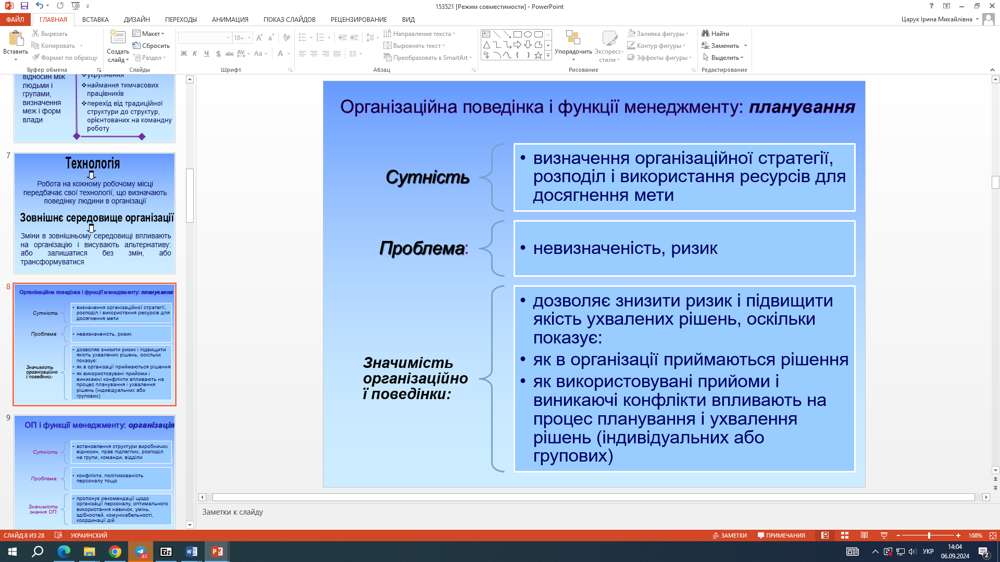 153521 [Режим совместимости] - PowerPoint
ФАЙЛ ГЛАВНАЯ ВСТАВКА ДИЗАЙН ПЕРЕХОДЫ АНИМАЦИЯ ПОКАЗ СЛАЙДОВ РЕЦЕНЗИРОВАНИЕ ВИД
Царук Ірина Михайлівна
Вставить
Вырезать
Копировать
Формат по образцу
Буфер обмена
Создать слайд
Макет
Сбросить
Раздел
Слайды
18+
Ж К Ч S abc AV Aa A
Шрифт
Направление текста
Выровнять текст
Преобразовать в SmartArt
Абзац
Упорядочить
Экспресс-стили
Заливка фигуры
Контур фигуры
Эффекты фигуры
Рисование
Найти
Заменить
Выделить
Редактирование
відносин між
людьми і
групами,
визначення
меж і форм
влади
укрупнення
наймання тимчасових
працівників
перехід від традиційної
структури до структур,
орієнтованих на командну
роботу
7
Технологія
Робота на кожному робочому місці
передбачає свої технології, що визначають
поведінку людини в організації
Зовнішнє середовище організації
Зміни в зовнішньому середовищі впливають
на організацію і висувають альтернативу:
або залишатися без змін, або
трансформуватися
8
Організаційна поведінка і функції менеджменту: планування
Сутність
• визначення організаційної стратегії,
розподіл і використання ресурсів для
досягнення мети
Проблема:
• невизначеність, ризик
Значимість
організаційно
ї поведінки:
• дозволяє знизити ризик і підвищити
якість ухвалених рішень, оскільки
показує:
• як в організації приймаються рішення
• як використовувані прийоми і
виникаючі конфлікти впливають на
процес планування і ухвалення
рішень (індивідуальних або
групових)
9
ОП і функції менеджменту: організація
Сутність
• встановлення структури виробничих
відносин, прав підлеглих, розподіл
на групи, команди, відділи
Проблема:
• конфлікти, політизованість
персоналу тощо
Значимість
знання ОП:
• пропонує рекомендації щодо
організації персоналу, оптимального
використання навичок, умінь,
здібностей, комунікабельності,
координації дій
Організаційна поведінка і функції менеджменту: планування
Сутність
• визначення організаційної стратегії,
розподіл і використання ресурсів для
досягнення мети
Проблема:
• невизначеність, ризик
Значимість
організаційно
ї поведінки:
• дозволяє знизити ризик і підвищити
якість ухвалених рішень, оскільки
показує:
• як в організації приймаються рішення
• як використовувані прийоми і
виникаючі конфлікти впливають на
процес планування і ухвалення
рішень (індивідуальних або
групових)
Заметки к слайду
СЛАЙД 8 ИЗ 28 УКРАИНСКИЙ ЗАМЕТКИ ПРИМЕЧАНИЯ 108%
УКР
14:04
06.09.2024
2